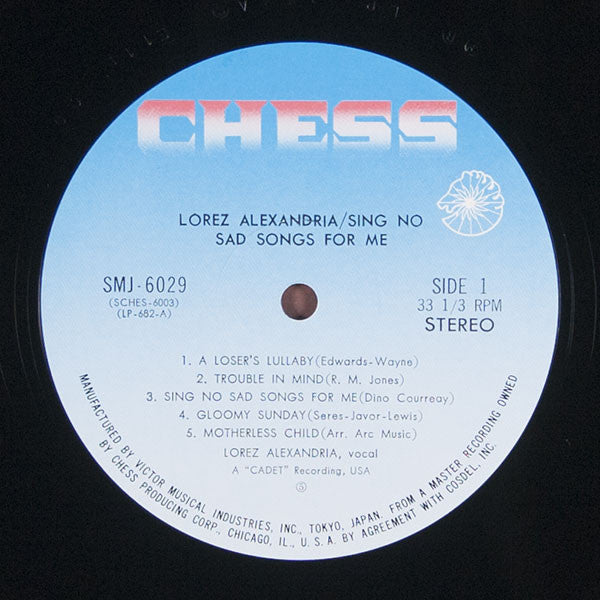 CHESS
LOREZ ALEXANDRIA/SING NO
SAD SONGS FOR ME
SMJ-6029
(SCHES-6003)
(LP-682-A)
SIDE 1
33 1/3 RPM
STEREO
1. A LOSER'S LULLABY (Edwards-Wayne)
2. TROUBLE IN MIND (R. M. Jones)
3. SING NO SAD SONGS FOR ME (Dino Courreay)
4. GLOOMY SUNDAY (Seres-Javor-Lewis)
5. MOTHERLESS CHILD (Arr. Arc Music)
LOREZ ALEXANDRIA, vocal
A "CADET" Recording, USA
Ⓢ
MANUFACTURED BY VICTOR MUSICAL INDUSTRIES, INC., TOKYO, JAPAN. FROM A MASTER RECORDING OWNED
BY CHESS PRODUCING CORP., CHICAGO, IL., U.S.A. BY AGREEMENT WITH COSDEL, INC.